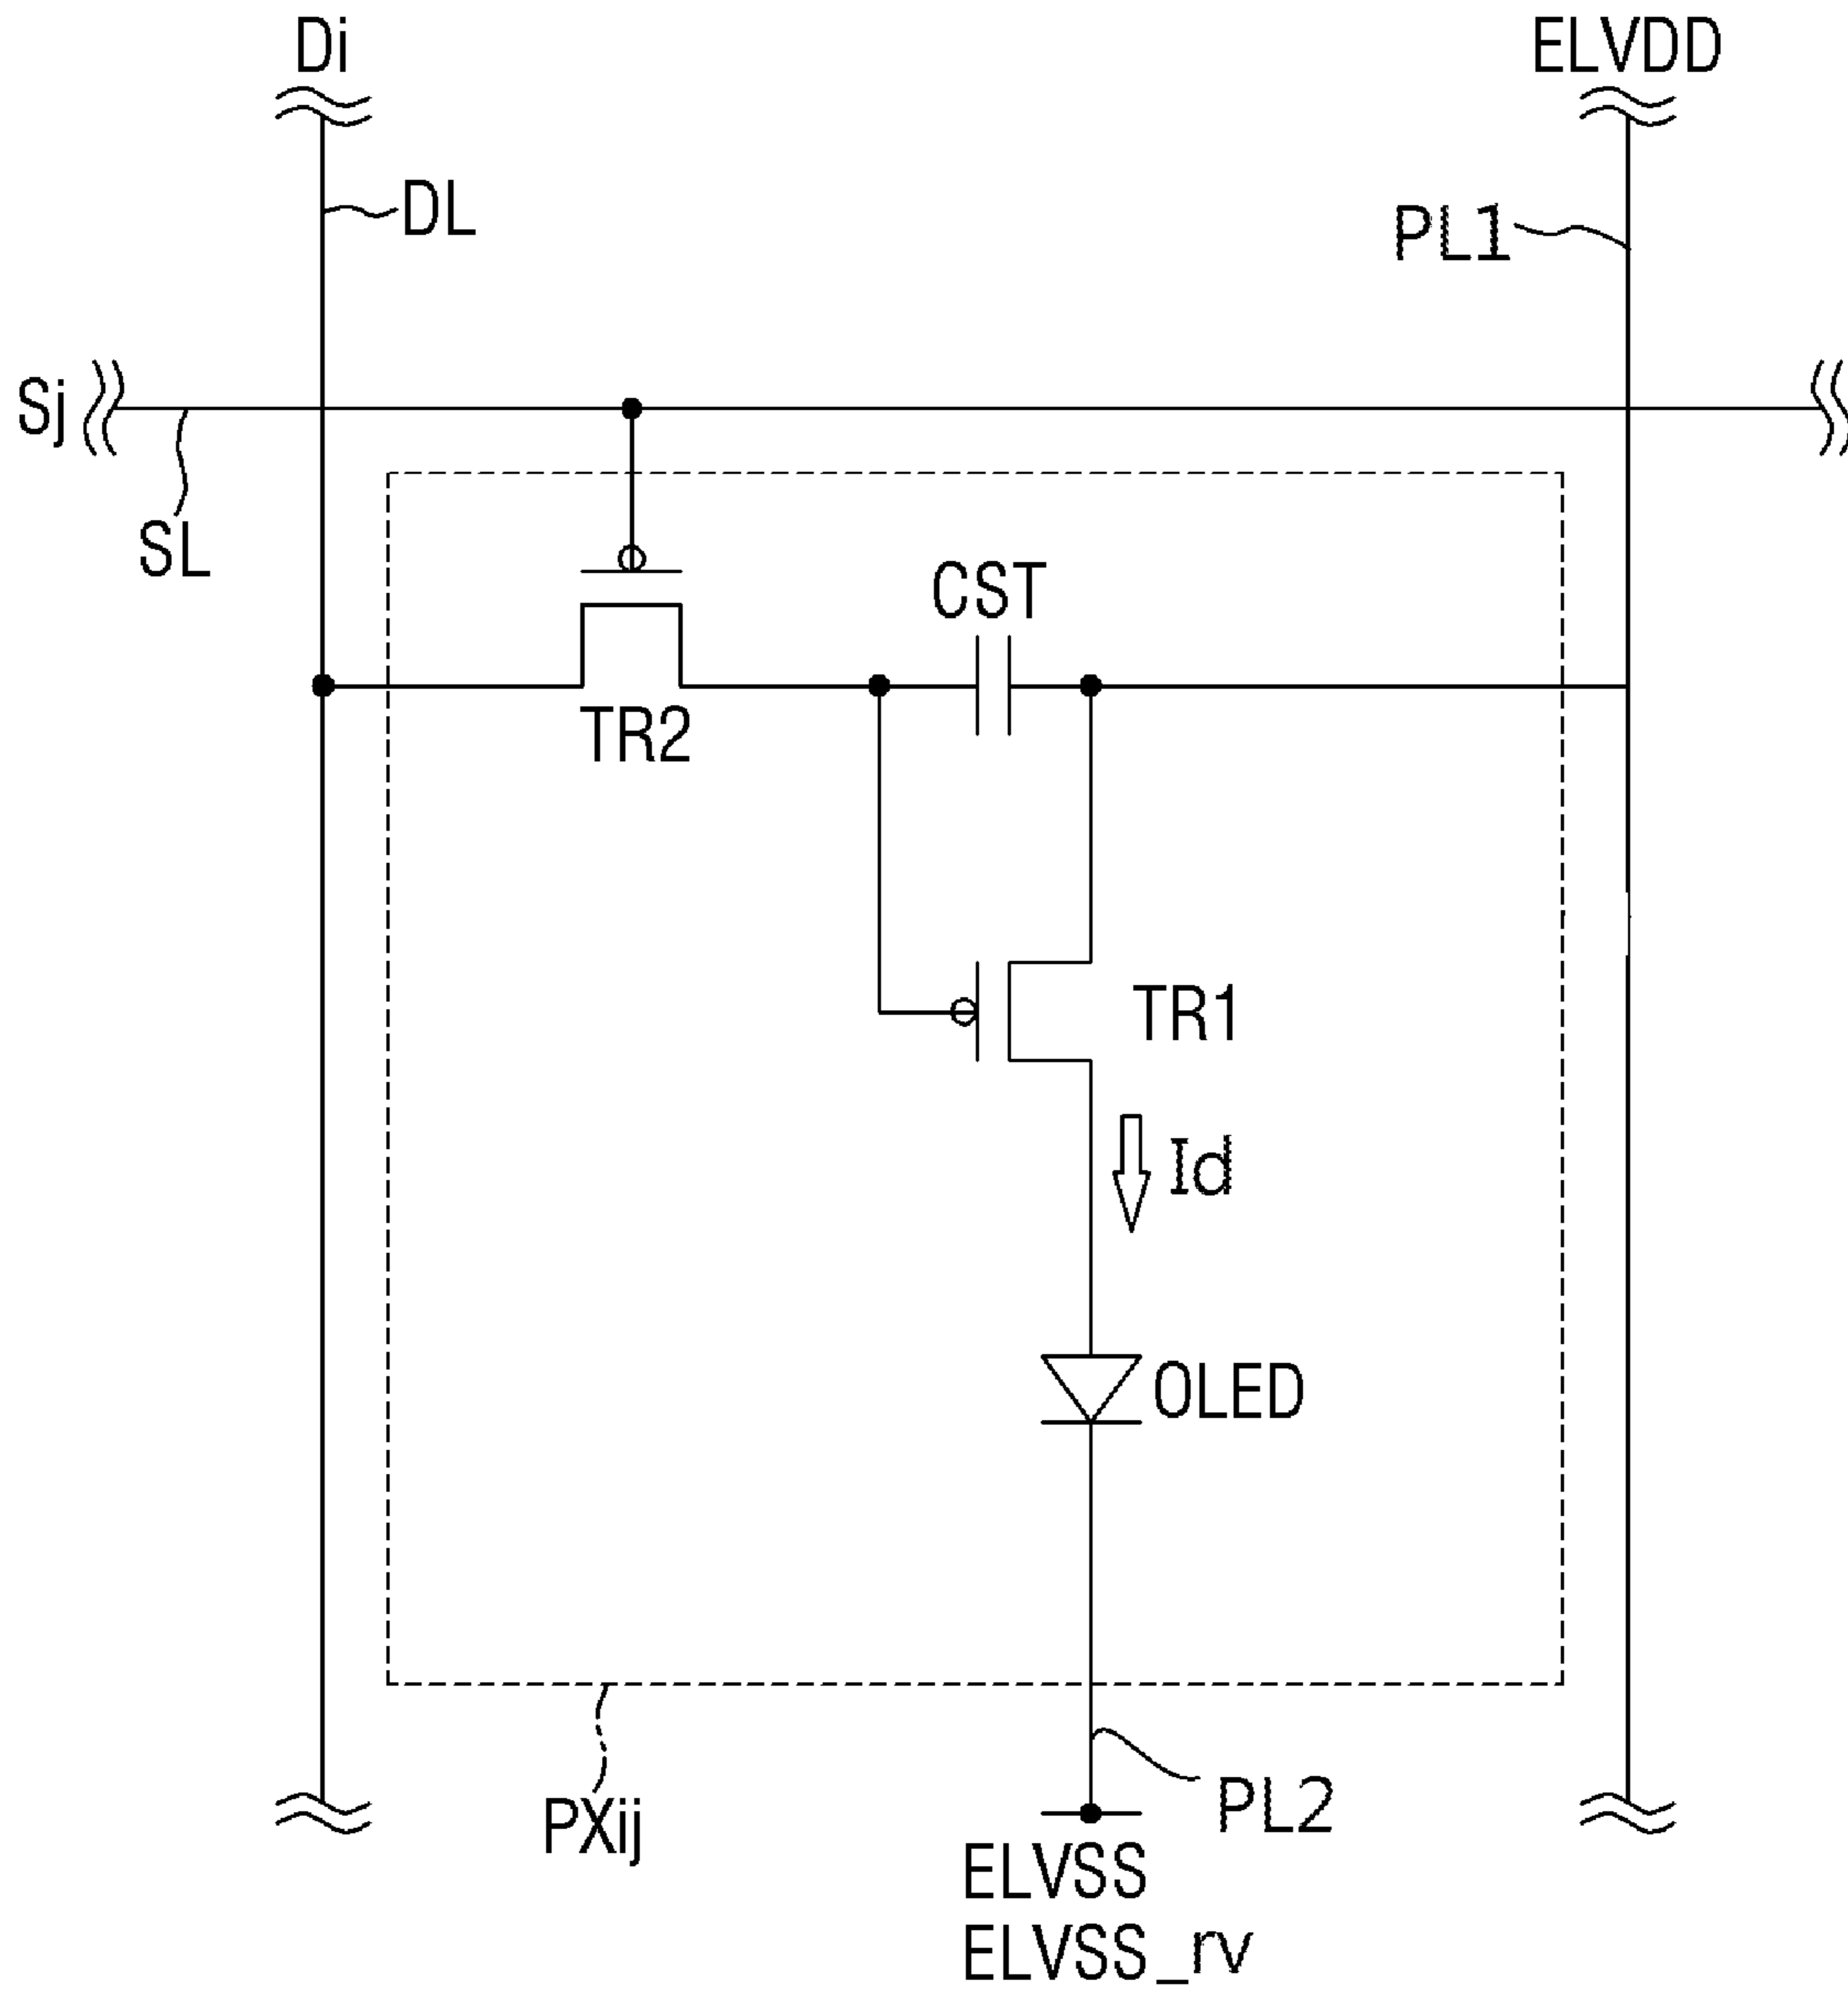 Di
ELVDD
DL
PL1
Sj
SL
CST
TR2
TR1
Id
OLED
PXij
PL2
ELVSS
ELVSS_rv